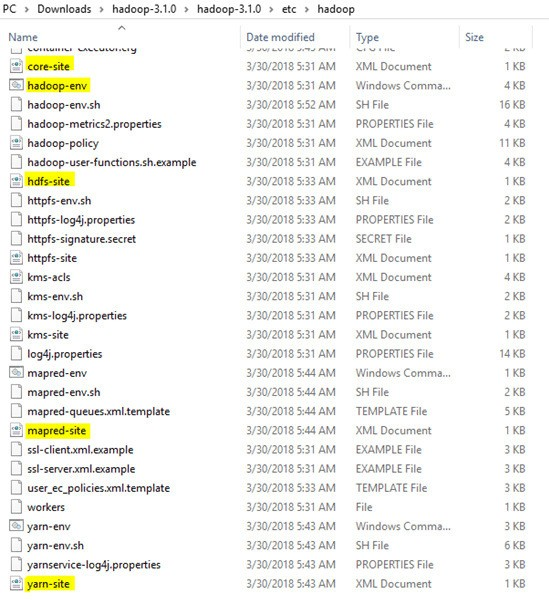 PC > Downloads > hadoop-3.1.0 > hadoop-3.1.0 > etc > hadoop
Name Date modified Type Size
container-executor.cfg 3/30/2018 5:43 AM CFG File 2 KB
core-site 3/30/2018 5:31 AM XML Document 1 KB
hadoop-env 3/30/2018 5:31 AM Windows Comma... 4 KB
hadoop-env.sh 3/30/2018 5:52 AM SH File 16 KB
hadoop-metrics2.properties 3/30/2018 5:31 AM PROPERTIES File 4 KB
hadoop-policy 3/30/2018 5:31 AM XML Document 11 KB
hadoop-user-functions.sh.example 3/30/2018 5:31 AM EXAMPLE File 4 KB
hdfs-site 3/30/2018 5:33 AM XML Document 1 KB
httpfs-env.sh 3/30/2018 5:33 AM SH File 2 KB
httpfs-log4j.properties 3/30/2018 5:33 AM PROPERTIES File 2 KB
httpfs-signature.secret 3/30/2018 5:33 AM SECRET File 1 KB
httpfs-site 3/30/2018 5:33 AM XML Document 1 KB
kms-acls 3/30/2018 5:31 AM XML Document 4 KB
kms-env.sh 3/30/2018 5:31 AM SH File 2 KB
kms-log4j.properties 3/30/2018 5:31 AM PROPERTIES File 2 KB
kms-site 3/30/2018 5:31 AM XML Document 1 KB
log4j.properties 3/30/2018 5:31 AM PROPERTIES File 14 KB
mapred-env 3/30/2018 5:44 AM Windows Comma... 1 KB
mapred-env.sh 3/30/2018 5:44 AM SH File 2 KB
mapred-queues.xml.template 3/30/2018 5:44 AM TEMPLATE File 5 KB
mapred-site 3/30/2018 5:44 AM XML Document 1 KB
ssl-client.xml.example 3/30/2018 5:31 AM EXAMPLE File 3 KB
ssl-server.xml.example 3/30/2018 5:31 AM EXAMPLE File 3 KB
user_ec_policies.xml.template 3/30/2018 5:33 AM TEMPLATE File 3 KB
workers 3/30/2018 5:31 AM File 1 KB
yarn-env 3/30/2018 5:43 AM Windows Comma... 3 KB
yarn-env.sh 3/30/2018 5:43 AM SH File 6 KB
yarnservice-log4j.properties 3/30/2018 5:43 AM PROPERTIES File 3 KB
yarn-site 3/30/2018 5:43 AM XML Document 1 KB